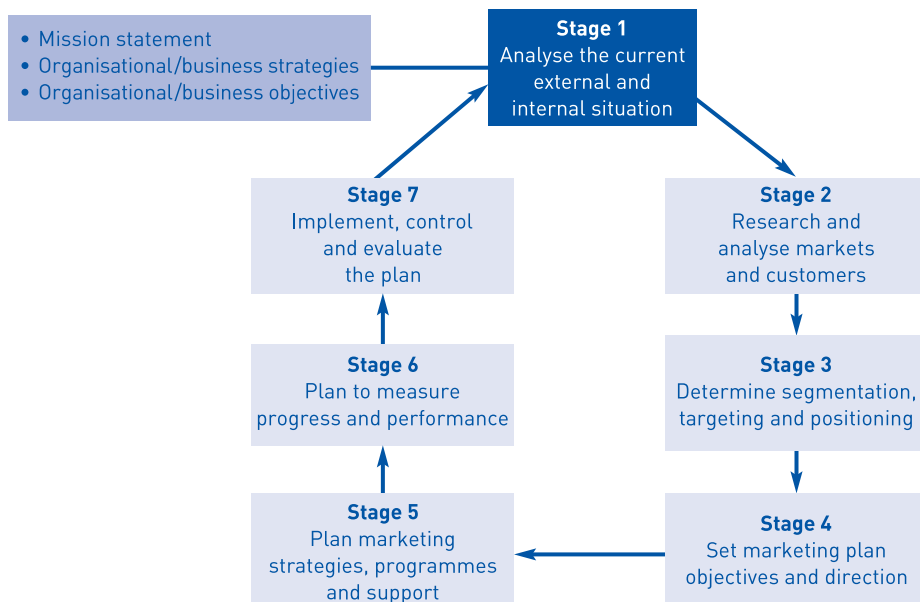 • Mission statement
• Organisational/business strategies
• Organisational/business objectives
Stage 1
Analyse the current
external and
internal situation
Stage 2
Research and
analyse markets
and customers
Stage 3
Determine segmentation,
targeting and positioning
Stage 4
Set marketing plan
objectives and direction
Stage 5
Plan marketing
strategies, programmes
and support
Stage 6
Plan to measure
progress and performance
Stage 7
Implement, control
and evaluate
the plan